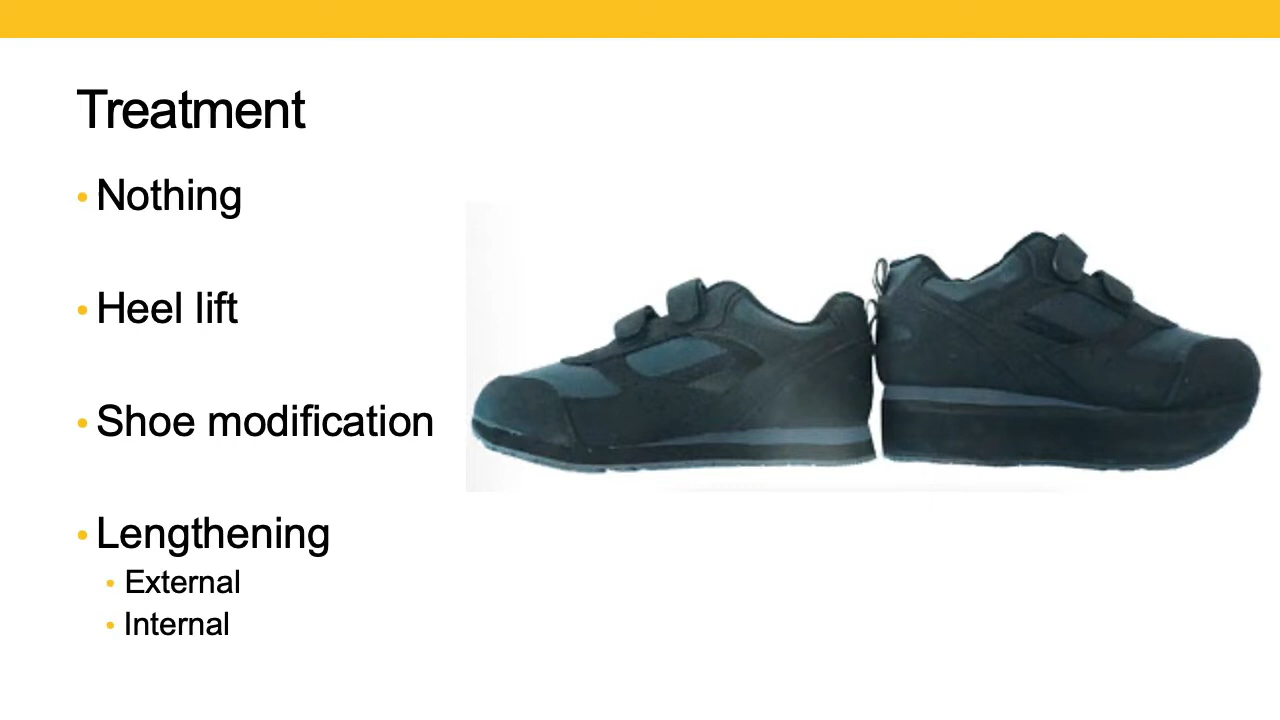 Treatment
• Nothing
• Heel lift
• Shoe modification
• Lengthening
• External
• Internal